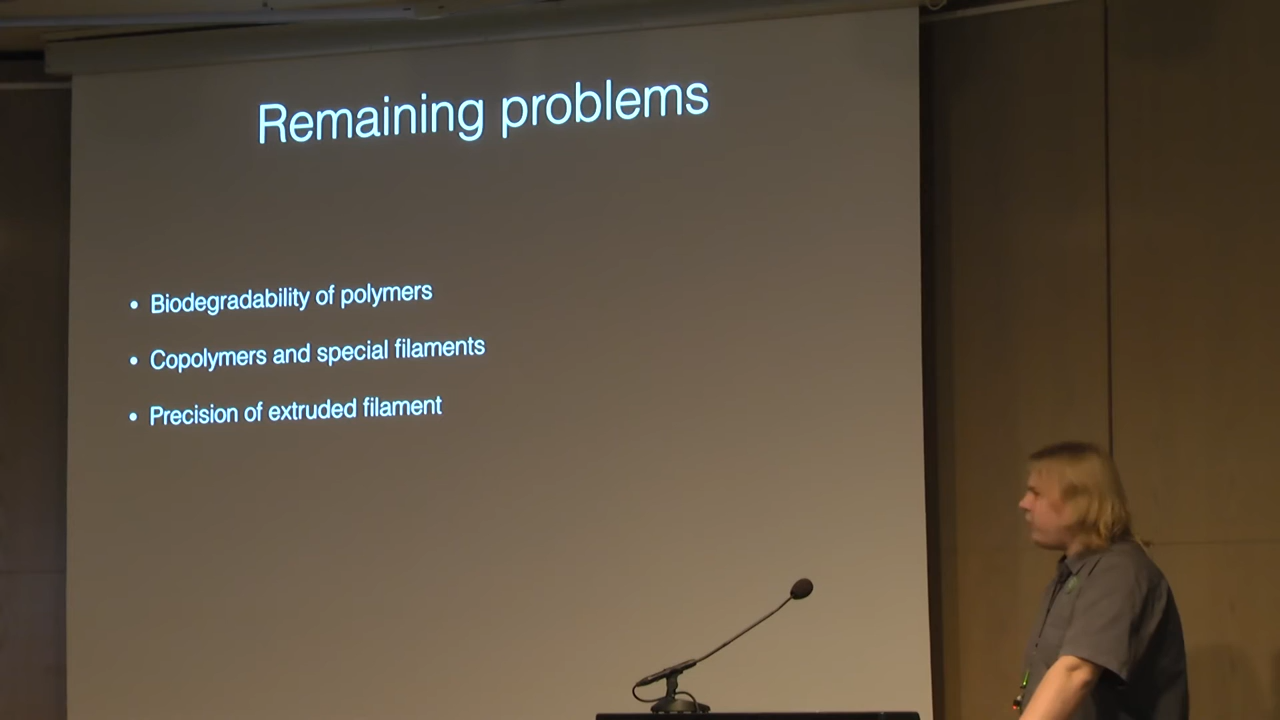 Remaining problems
• Biodegradability of polymers
• Copolymers and special filaments
• Precision of extruded filament